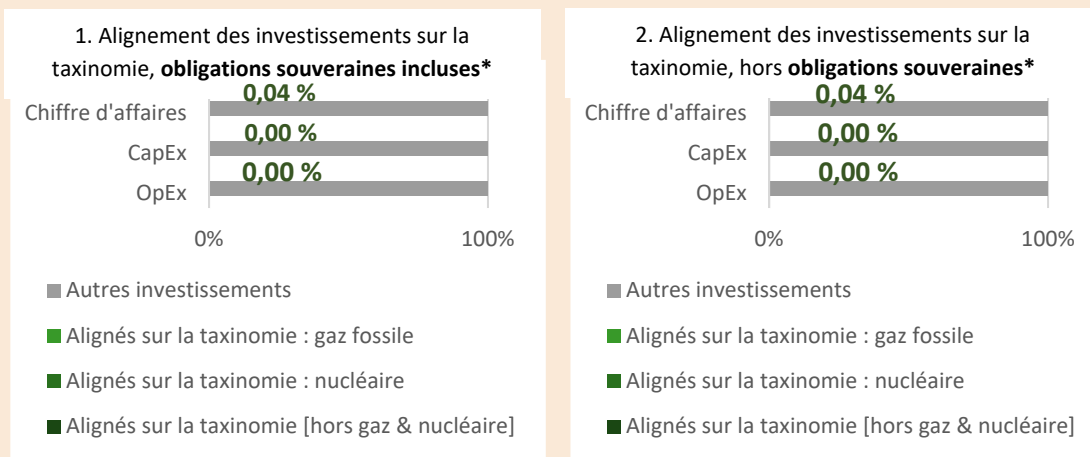 1. Alignement des investissements sur la
taxinomie, obligations souveraines incluses*
0,04 %
Chiffre d'affaires
0,00 %
CapEx
0,00 %
OpEx
0% 100%
Autres investissements
Alignés sur la taxinomie : gaz fossile
Alignés sur la taxinomie : nucléaire
Alignés sur la taxinomie [hors gaz & nucléaire]
2. Alignement des investissements sur la
taxinomie, hors obligations souveraines*
0,04 %
Chiffre d'affaires
0,00 %
CapEx
0,00 %
OpEx
0% 100%
Autres investissements
Alignés sur la taxinomie : gaz fossile
Alignés sur la taxinomie : nucléaire
Alignés sur la taxinomie [hors gaz & nucléaire]